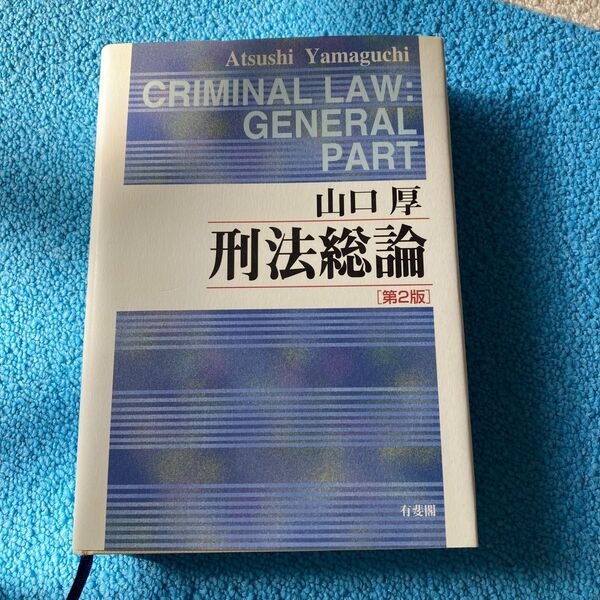 Atsushi Yamaguchi
CRIMINAL LAW:
GENERAL
PART
山口 厚
刑法総論
[第2版]
有斐閣